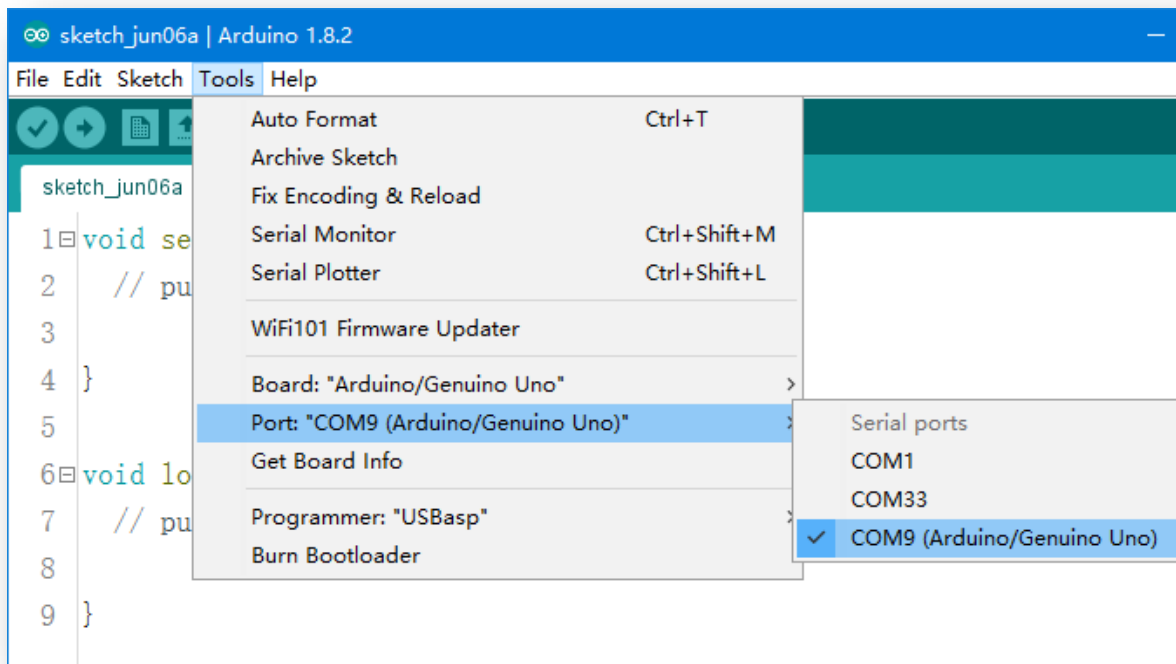 sketch_jun06a | Arduino 1.8.2
File Edit Sketch Tools Help
sketch_jun06a
Auto Format Ctrl+T
Archive Sketch
Fix Encoding & Reload
Serial Monitor Ctrl+Shift+M
Serial Plotter Ctrl+Shift+L
WiFi101 Firmware Updater
Board: "Arduino/Genuino Uno"
Port: "COM9 (Arduino/Genuino Uno)"
Get Board Info
Programmer: "USBasp"
Burn Bootloader
Serial ports
COM1
COM33
COM9 (Arduino/Genuino Uno)
1 void se
2 // pu
3
4 }
5
6 void lo
7 // pu
8
9 }